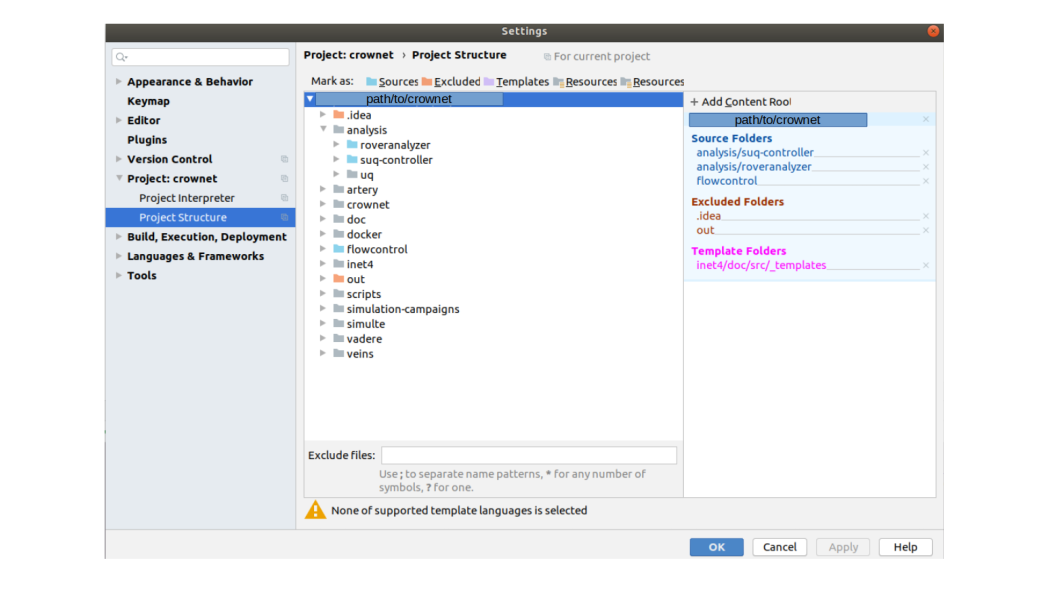 Settings
Project: crownet › Project Structure
For current project
Appearance & Behavior
Keymap
Editor
Plugins
Version Control
Project: crownet
Project Interpreter
Project Structure
Build, Execution, Deployment
Languages & Frameworks
Tools
Mark as: Sources Excluded Templates Resources Resources
path/to/crownet
.idea
analysis
roveranalyzer
suq-controller
uq
artery
crownet
doc
docker
flowcontrol
inet4
out
scripts
simulation-campaigns
simulte
vadere
veins
Exclude files:
Use ; to separate name patterns, * for any number of
symbols, ? for one.
+ Add Content Root
path/to/crownet
Source Folders
analysis/suq-controller
analysis/roveranalyzer
flowcontrol
Excluded Folders
.idea
out
Template Folders
inet4/doc/src/_templates
None of supported template languages is selected
OK Cancel Apply Help